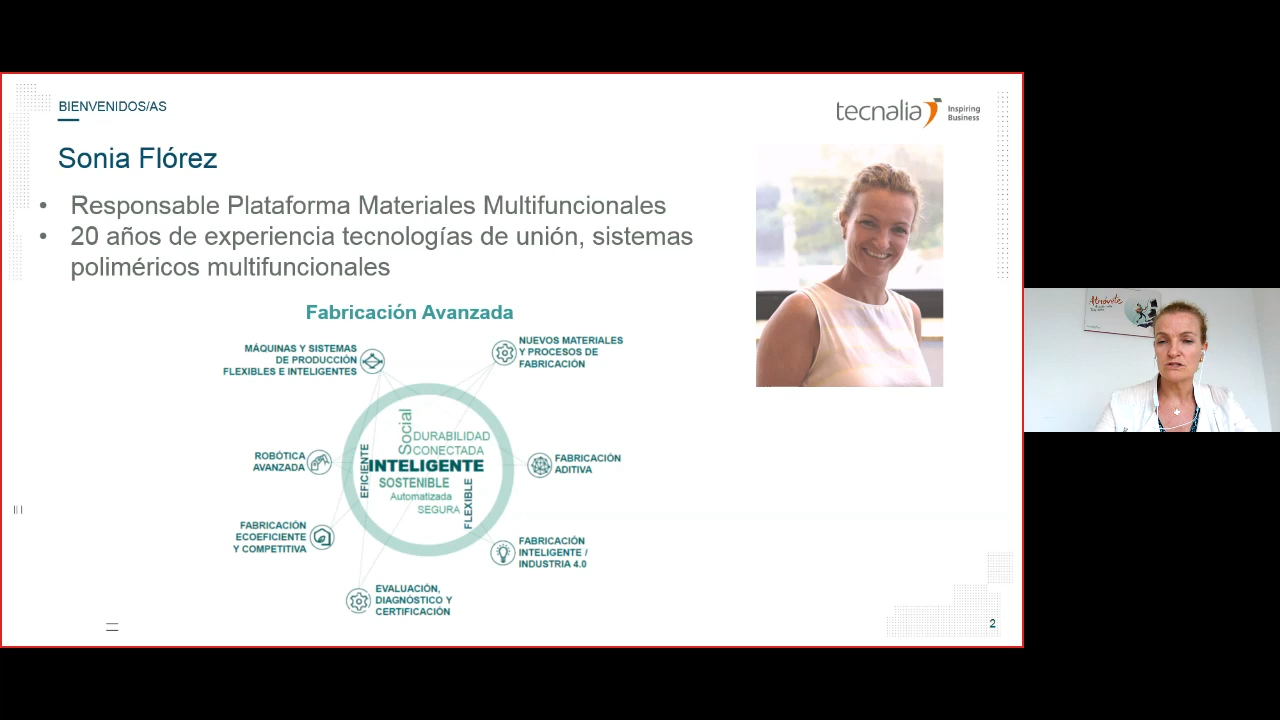 BIENVENIDOS/AS
tecnalia
Inspiring
Business
Sonia Flórez
• Responsable Plataforma Materiales Multifuncionales
• 20 años de experiencia tecnologías de unión, sistemas
poliméricos multifuncionales
Fabricación Avanzada
MÁQUINAS Y SISTEMAS
DE PRODUCCIÓN
FLEXIBLES E INTELIGENTES
NUEVOS MATERIALES
Y PROCESOS DE
FABRICACIÓN
ROBÓTICA
AVANZADA
Social
DURABILIDAD
CONECTADA
EFICIENTE
INTELIGENTE
SOSTENIBLE
Automatizada
SEGURA
FLEXIBLE
FABRICACIÓN
ADITIVA
FABRICACIÓN
ECOEFICIENTE
Y COMPETITIVA
FABRICACIÓN
INTELIGENTE /
INDUSTRIA 4.0
EVALUACIÓN,
DIAGNÓSTICO Y
CERTIFICACIÓN
2